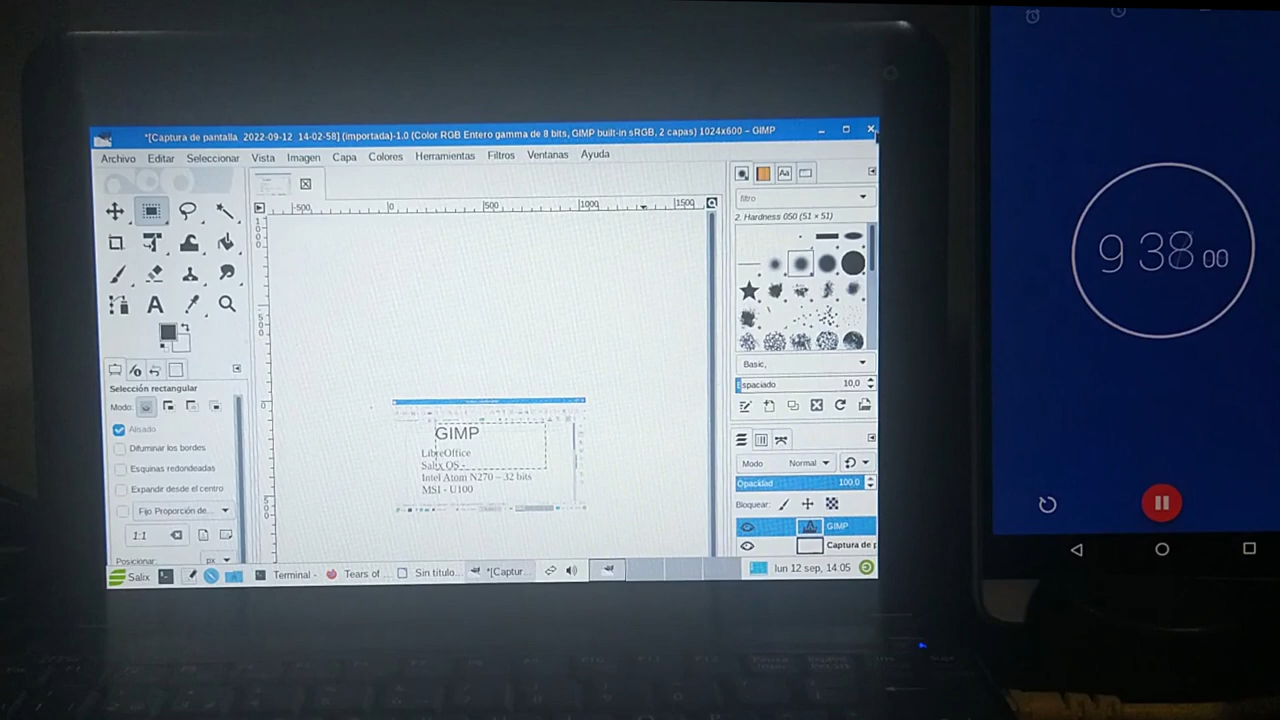 *[Captura de pantalla 2022-09-12 14-02-58] (importada)-1.0 (Color RGB Entero gamma de 8 bits, GIMP built-in sRGB, 2 capas) 1024x600 – GIMP
Archivo Editar Seleccionar Vista Imagen Capa Colores Herramientas Filtros Ventanas Ayuda
-500 0 500 1000 1500
filtro
2. Hardness 050 (51 × 51)
9 38 00
Basic,
Espaciado 10,0
Selección rectangular
Modo:
Alisado
Difuminar los bordes
Esquinas redondeadas
Expandir desde el centro
Fijo Proporción de...
1:1
Posicionar: px
GIMP
LibreOffice
Salix OS -
Intel Atom N270 – 32 bits
MSI - U100
Modo Normal
Opacidad 100,0
Bloquear:
GIMP
Captura de p
Salix Terminal - Tears of ... Sin título... *[Captur... lun 12 sep, 14:05